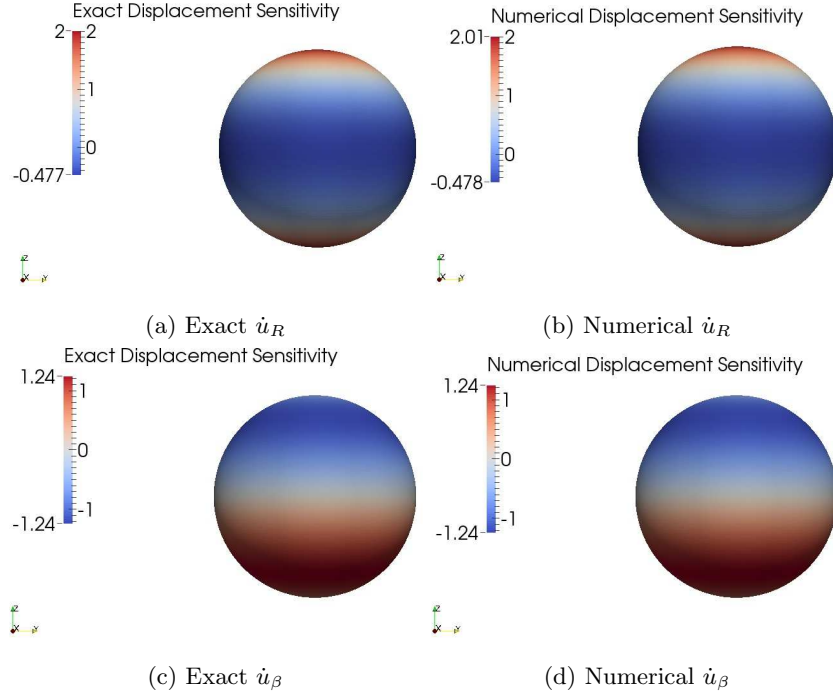 Exact Displacement Sensitivity
2 2
1
0
-0.477
Z
X Y
(a) Exact u̇_R
Numerical Displacement Sensitivity
2.01 2
1
0
-0.478
Z
X Y
(b) Numerical u̇_R
Exact Displacement Sensitivity
1.24
1
0
-1
-1.24
Z
X Y
(c) Exact u̇_β
Numerical Displacement Sensitivity
1.24
1
0
-1
-1.24
Z
X Y
(d) Numerical u̇_β